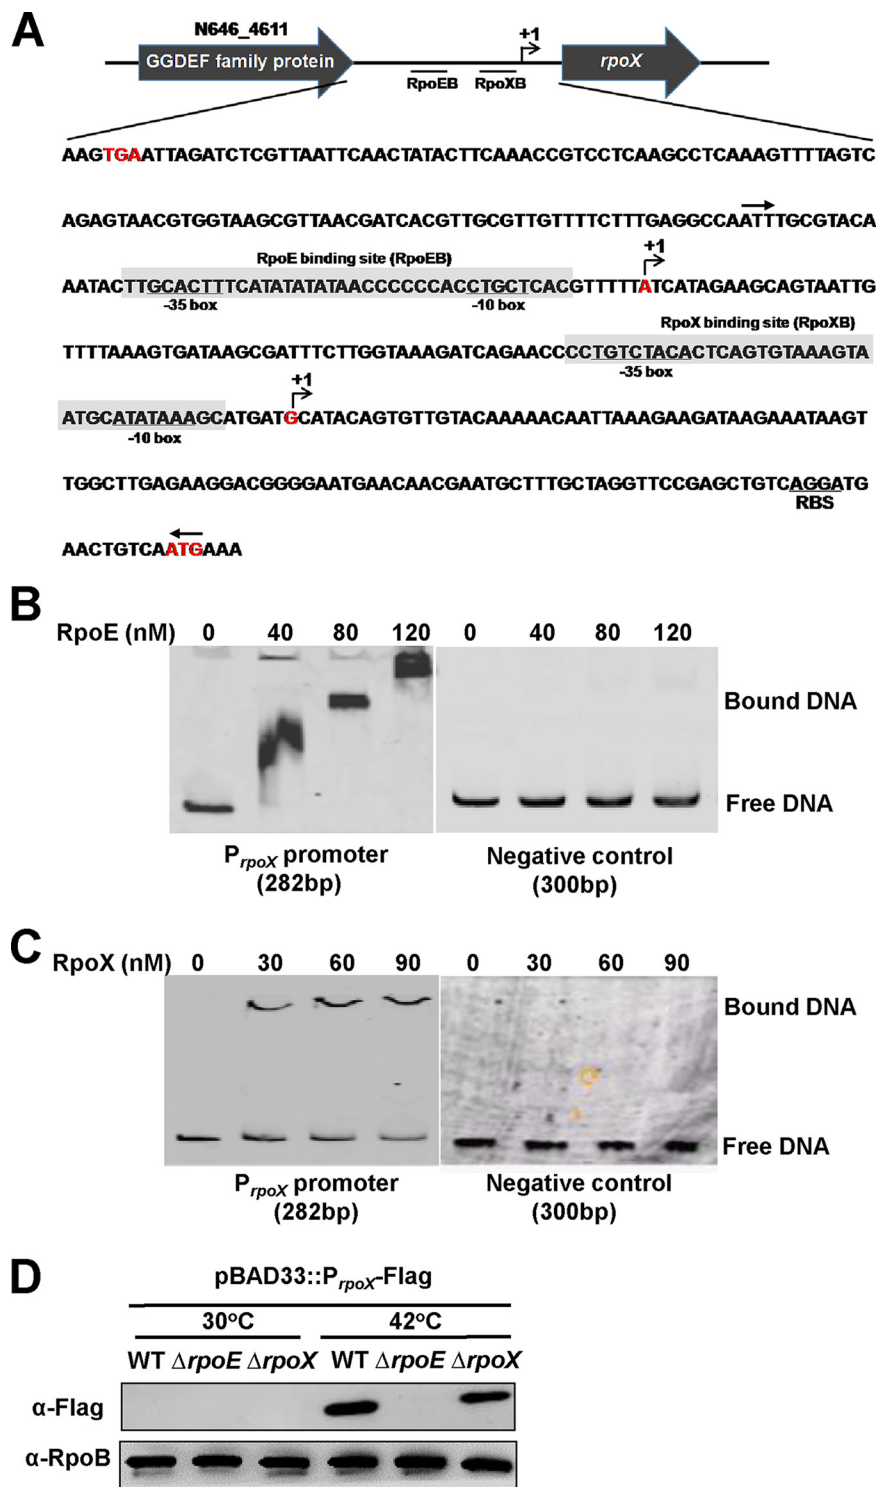 A
N646_4611
+1
GGDEF family protein
rpoX
RpoEB
RpoXB
AAGTGAATTAGATCTCGTTAATTCAACTATACTTCAAACCGTCCTCAAGCCTCAAAGTTTTAGTC
AGAGTAACGTGGTAAGCGTTAACGATCACGTTGCGTTGTTTTCTTTGAGGCCAATTTGCGTACA
RpoE binding site (RpoEB)
+1
AATACTTGCACTTTCATATATATAACCCCCCACCTGCTCACGTTTTTATCATAGAAGCAGTAATTG
-35 box
-10 box
RpoX binding site (RpoXB)
TTTTAAAGTGATAAGCGATTTCTTGGTAAAGATCAGAACCCCTGTCTACACTCAGTGTAAAGTA
-35 box
+1
ATGCATATAAAGCATGATGCATACAGTGTTGTACAAAAACAATTAAAGAAGATAAGAAATAAGT
-10 box
TGGCTTGAGAAGGACGGGGAATGAACAACGAATGCTTTGCTAGGTTCCGAGCTGTCAGGATG
RBS
AACTGTCAATGAAA
B
RpoE (nM) 0 40 80 120 0 40 80 120
Bound DNA
Free DNA
PrpoX promoter
(282bp)
Negative control
(300bp)
C
RpoX (nM) 0 30 60 90 0 30 60 90
Bound DNA
Free DNA
PrpoX promoter
(282bp)
Negative control
(300bp)
D
pBAD33::PrpoX-Flag
30°C 42°C
WT ΔrpoE ΔrpoX WT ΔrpoE ΔrpoX
α-Flag
α-RpoB